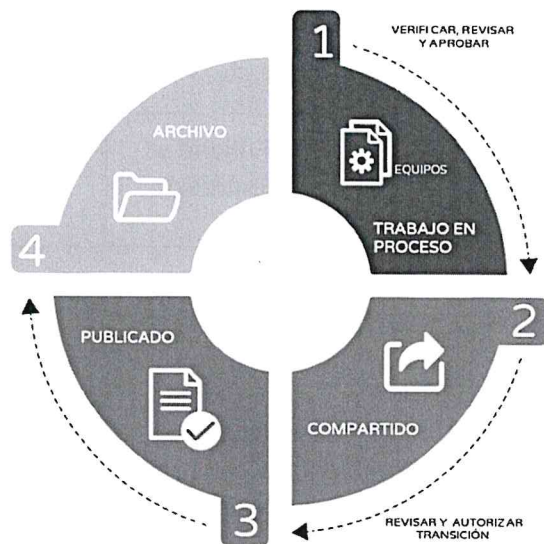 1
VERIFICAR, REVISAR
Y APROBAR
EQUIPOS
TRABAJO EN
PROCESO
2
COMPARTIDO
REVISAR Y AUTORIZAR
TRANSICIÓN
3
PUBLICADO
4
ARCHIVO